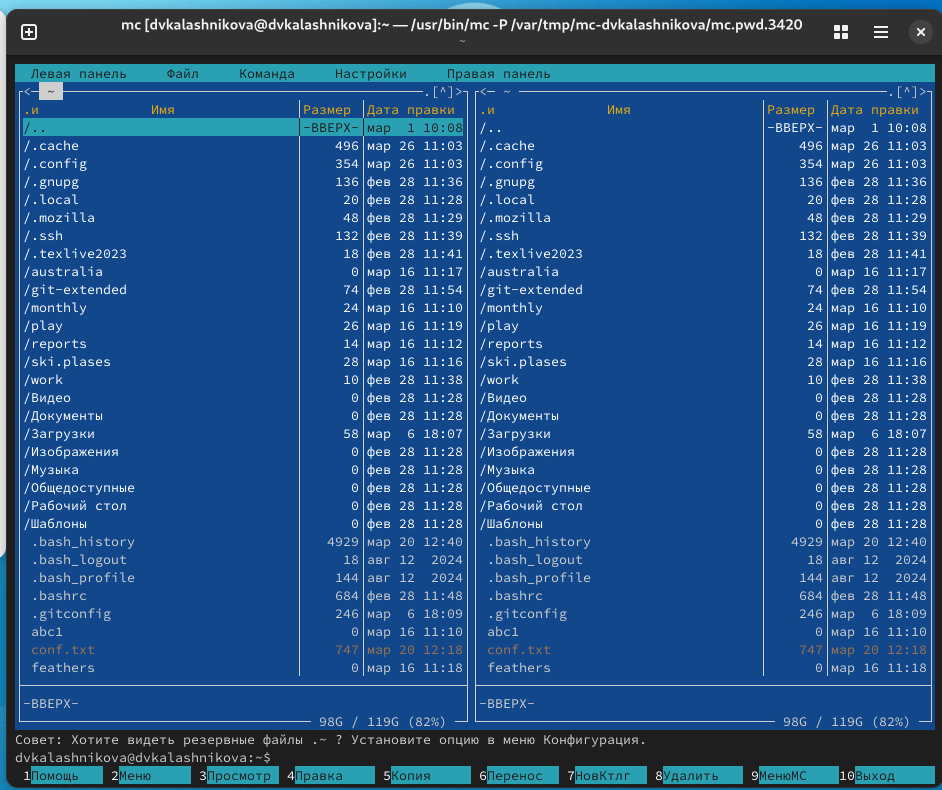 mc [dvkalashnikova@dvkalashnikova]:~ — /usr/bin/mc -P /var/tmp/mc-dvkalashnikova/mc.pwd.3420
~
Левая панель Файл Команда Настройки Правая панель
<─ ~ .[^]> <─ ~ .[^]>
.и Имя Размер Дата правки .и Имя Размер Дата правки
/.. -ВВЕРХ- мар 1 10:08 /.. -ВВЕРХ- мар 1 10:08
/.cache 496 мар 26 11:03 /.cache 496 мар 26 11:03
/.config 354 мар 26 11:03 /.config 354 мар 26 11:03
/.gnupg 136 фев 28 11:36 /.gnupg 136 фев 28 11:36
/.local 20 фев 28 11:28 /.local 20 фев 28 11:28
/.mozilla 48 фев 28 11:29 /.mozilla 48 фев 28 11:29
/.ssh 132 фев 28 11:39 /.ssh 132 фев 28 11:39
/.texlive2023 18 фев 28 11:41 /.texlive2023 18 фев 28 11:41
/australia 0 мар 16 11:17 /australia 0 мар 16 11:17
/git-extended 74 фев 28 11:54 /git-extended 74 фев 28 11:54
/monthly 24 мар 16 11:10 /monthly 24 мар 16 11:10
/play 26 мар 16 11:19 /play 26 мар 16 11:19
/reports 14 мар 16 11:12 /reports 14 мар 16 11:12
/ski.plases 28 мар 16 11:16 /ski.plases 28 мар 16 11:16
/work 10 фев 28 11:38 /work 10 фев 28 11:38
/Видео 0 фев 28 11:28 /Видео 0 фев 28 11:28
/Документы 0 фев 28 11:28 /Документы 0 фев 28 11:28
/Загрузки 58 мар 6 18:07 /Загрузки 58 мар 6 18:07
/Изображения 0 фев 28 11:28 /Изображения 0 фев 28 11:28
/Музыка 0 фев 28 11:28 /Музыка 0 фев 28 11:28
/Общедоступные 0 фев 28 11:28 /Общедоступные 0 фев 28 11:28
/Рабочий стол 0 фев 28 11:28 /Рабочий стол 0 фев 28 11:28
/Шаблоны 0 фев 28 11:28 /Шаблоны 0 фев 28 11:28
.bash_history 4929 мар 20 12:40 .bash_history 4929 мар 20 12:40
.bash_logout 18 авг 12 2024 .bash_logout 18 авг 12 2024
.bash_profile 144 авг 12 2024 .bash_profile 144 авг 12 2024
.bashrc 684 фев 28 11:48 .bashrc 684 фев 28 11:48
.gitconfig 246 мар 6 18:09 .gitconfig 246 мар 6 18:09
abc1 0 мар 16 11:10 abc1 0 мар 16 11:10
conf.txt 747 мар 20 12:18 conf.txt 747 мар 20 12:18
feathers 0 мар 16 11:18 feathers 0 мар 16 11:18
-ВВЕРХ- -ВВЕРХ-
98G / 119G (82%) 98G / 119G (82%)
Совет: Хотите видеть резервные файлы .~ ? Установите опцию в меню Конфигурация.
dvkalashnikova@dvkalashnikova:~$
1Помощь 2Меню 3Просмотр 4Правка 5Копия 6Перенос 7НовКтлг 8Удалить 9МенюМС 10Выход